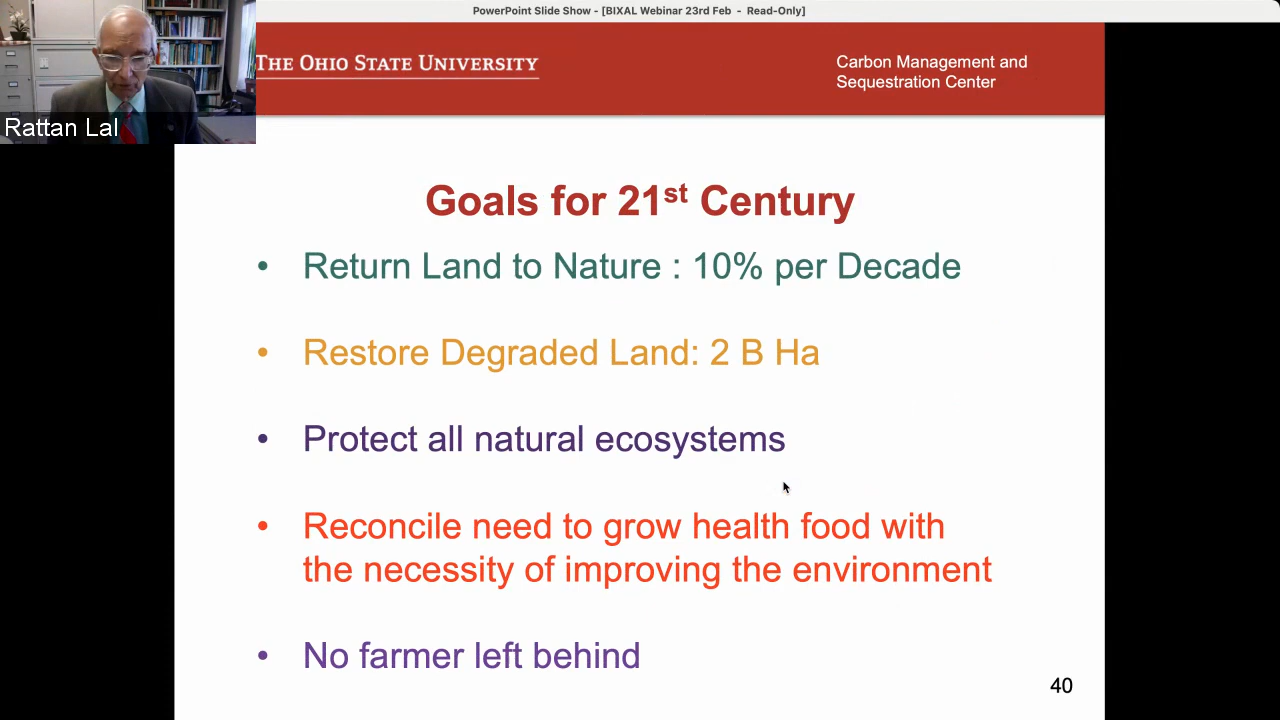 PowerPoint Slide Show - [BIXAL Webinar 23rd Feb - Read-Only]
THE OHIO STATE UNIVERSITY
Carbon Management and
Sequestration Center
Rattan Lal
Goals for 21st Century
• Return Land to Nature : 10% per Decade
• Restore Degraded Land: 2 B Ha
• Protect all natural ecosystems
• Reconcile need to grow health food with
the necessity of improving the environment
• No farmer left behind
40